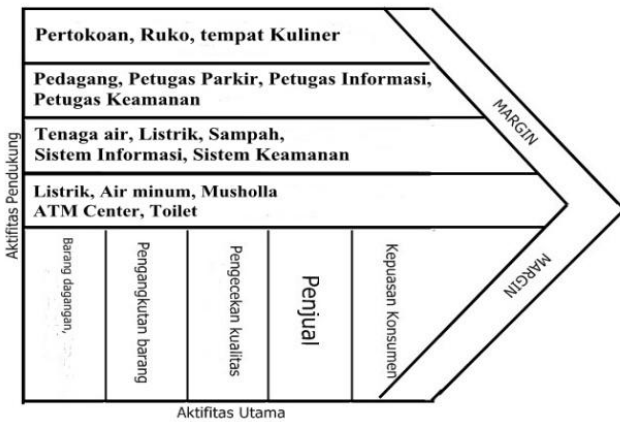 Pertokoan, Ruko, tempat Kuliner
Pedagang, Petugas Parkir, Petugas Informasi,
Petugas Keamanan
Tenaga air, Listrik, Sampah,
Sistem Informasi, Sistem Keamanan
Listrik, Air minum, Musholla
ATM Center, Toilet
Aktifitas Pendukung
MARGIN
MARGIN
Barang dagangan,
Pengangkutan barang
Pengecekan kualitas
Penjual
Kepuasan Konsumen
Aktifitas Utama